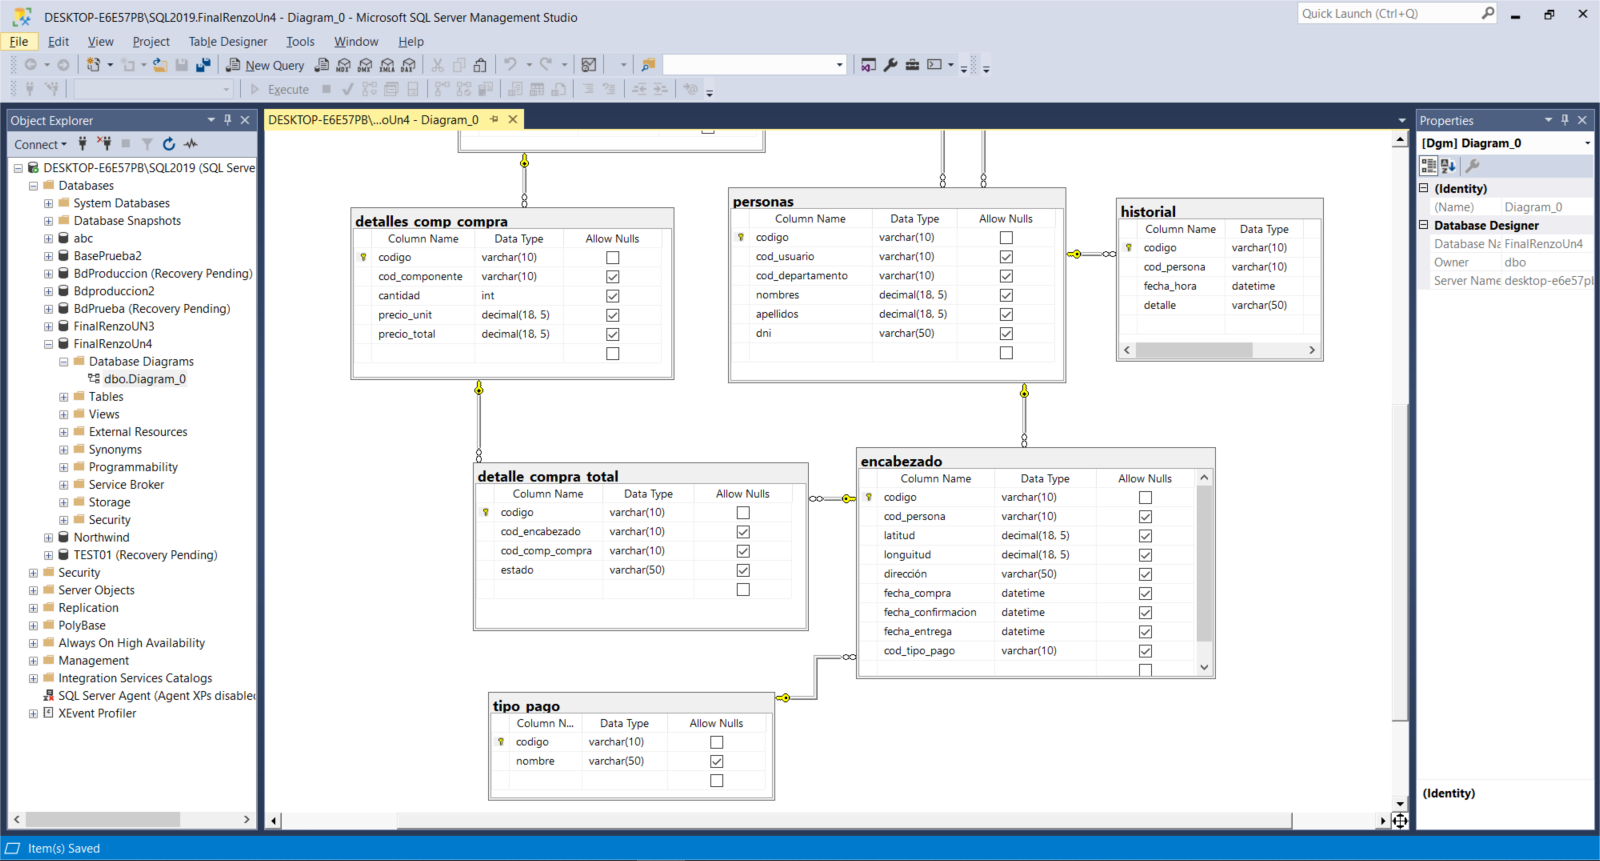 DESKTOP-E6E57PB\SQL2019.FinalRenzoUn4 - Diagram_0 - Microsoft SQL Server Management Studio
Quick Launch (Ctrl+Q)
File Edit View Project Table Designer Tools Window Help
New Query MDX DMX XMLA DAX
Execute
Object Explorer
Connect
DESKTOP-E6E57PB\SQL2019 (SQL Serve
Databases
System Databases
Database Snapshots
abc
BasePrueba2
BdProduccion (Recovery Pending)
Bdproduccion2
BdPrueba (Recovery Pending)
FinalRenzoUN3
FinalRenzoUn4
Database Diagrams
dbo.Diagram_0
Tables
Views
External Resources
Synonyms
Programmability
Service Broker
Storage
Security
Northwind
TEST01 (Recovery Pending)
Security
Server Objects
Replication
PolyBase
Always On High Availability
Management
Integration Services Catalogs
SQL Server Agent (Agent XPs disable
XEvent Profiler
DESKTOP-E6E57PB\...oUn4 - Diagram_0
detalles_comp_compra
Column Name Data Type Allow Nulls
codigo varchar(10)
cod_componente varchar(10)
cantidad int
precio_unit decimal(18, 5)
precio_total decimal(18, 5)
personas
Column Name Data Type Allow Nulls
codigo varchar(10)
cod_usuario varchar(10)
cod_departamento varchar(10)
nombres decimal(18, 5)
apellidos decimal(18, 5)
dni varchar(50)
historial
Column Name Data Type
codigo varchar(10)
cod_persona varchar(10)
fecha_hora datetime
detalle varchar(50)
detalle_compra_total
Column Name Data Type Allow Nulls
codigo varchar(10)
cod_encabezado varchar(10)
cod_comp_compra varchar(10)
estado varchar(50)
encabezado
Column Name Data Type Allow Nulls
codigo varchar(10)
cod_persona varchar(10)
latitud decimal(18, 5)
longuitud decimal(18, 5)
dirección varchar(50)
fecha_compra datetime
fecha_confirmacion datetime
fecha_entrega datetime
cod_tipo_pago varchar(10)
tipo_pago
Column N... Data Type Allow Nulls
codigo varchar(10)
nombre varchar(50)
Properties
[Dgm] Diagram_0
(Identity)
(Name) Diagram_0
Database Designer
Database Na FinalRenzoUn4
Owner dbo
Server Name desktop-e6e57pl
(Identity)
Item(s) Saved